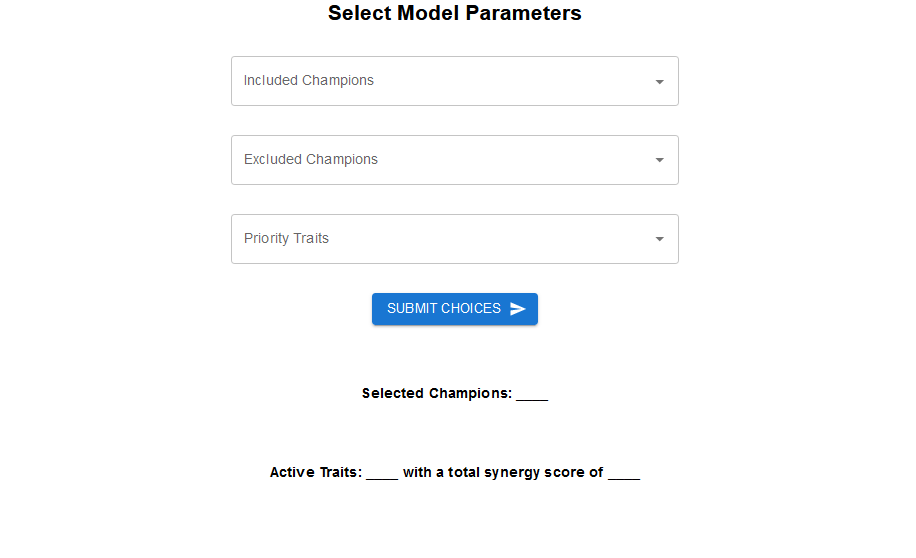 Select Model Parameters
Included Champions
Excluded Champions
Priority Traits
SUBMIT CHOICES
Selected Champions: ____
Active Traits: ____ with a total synergy score of ____